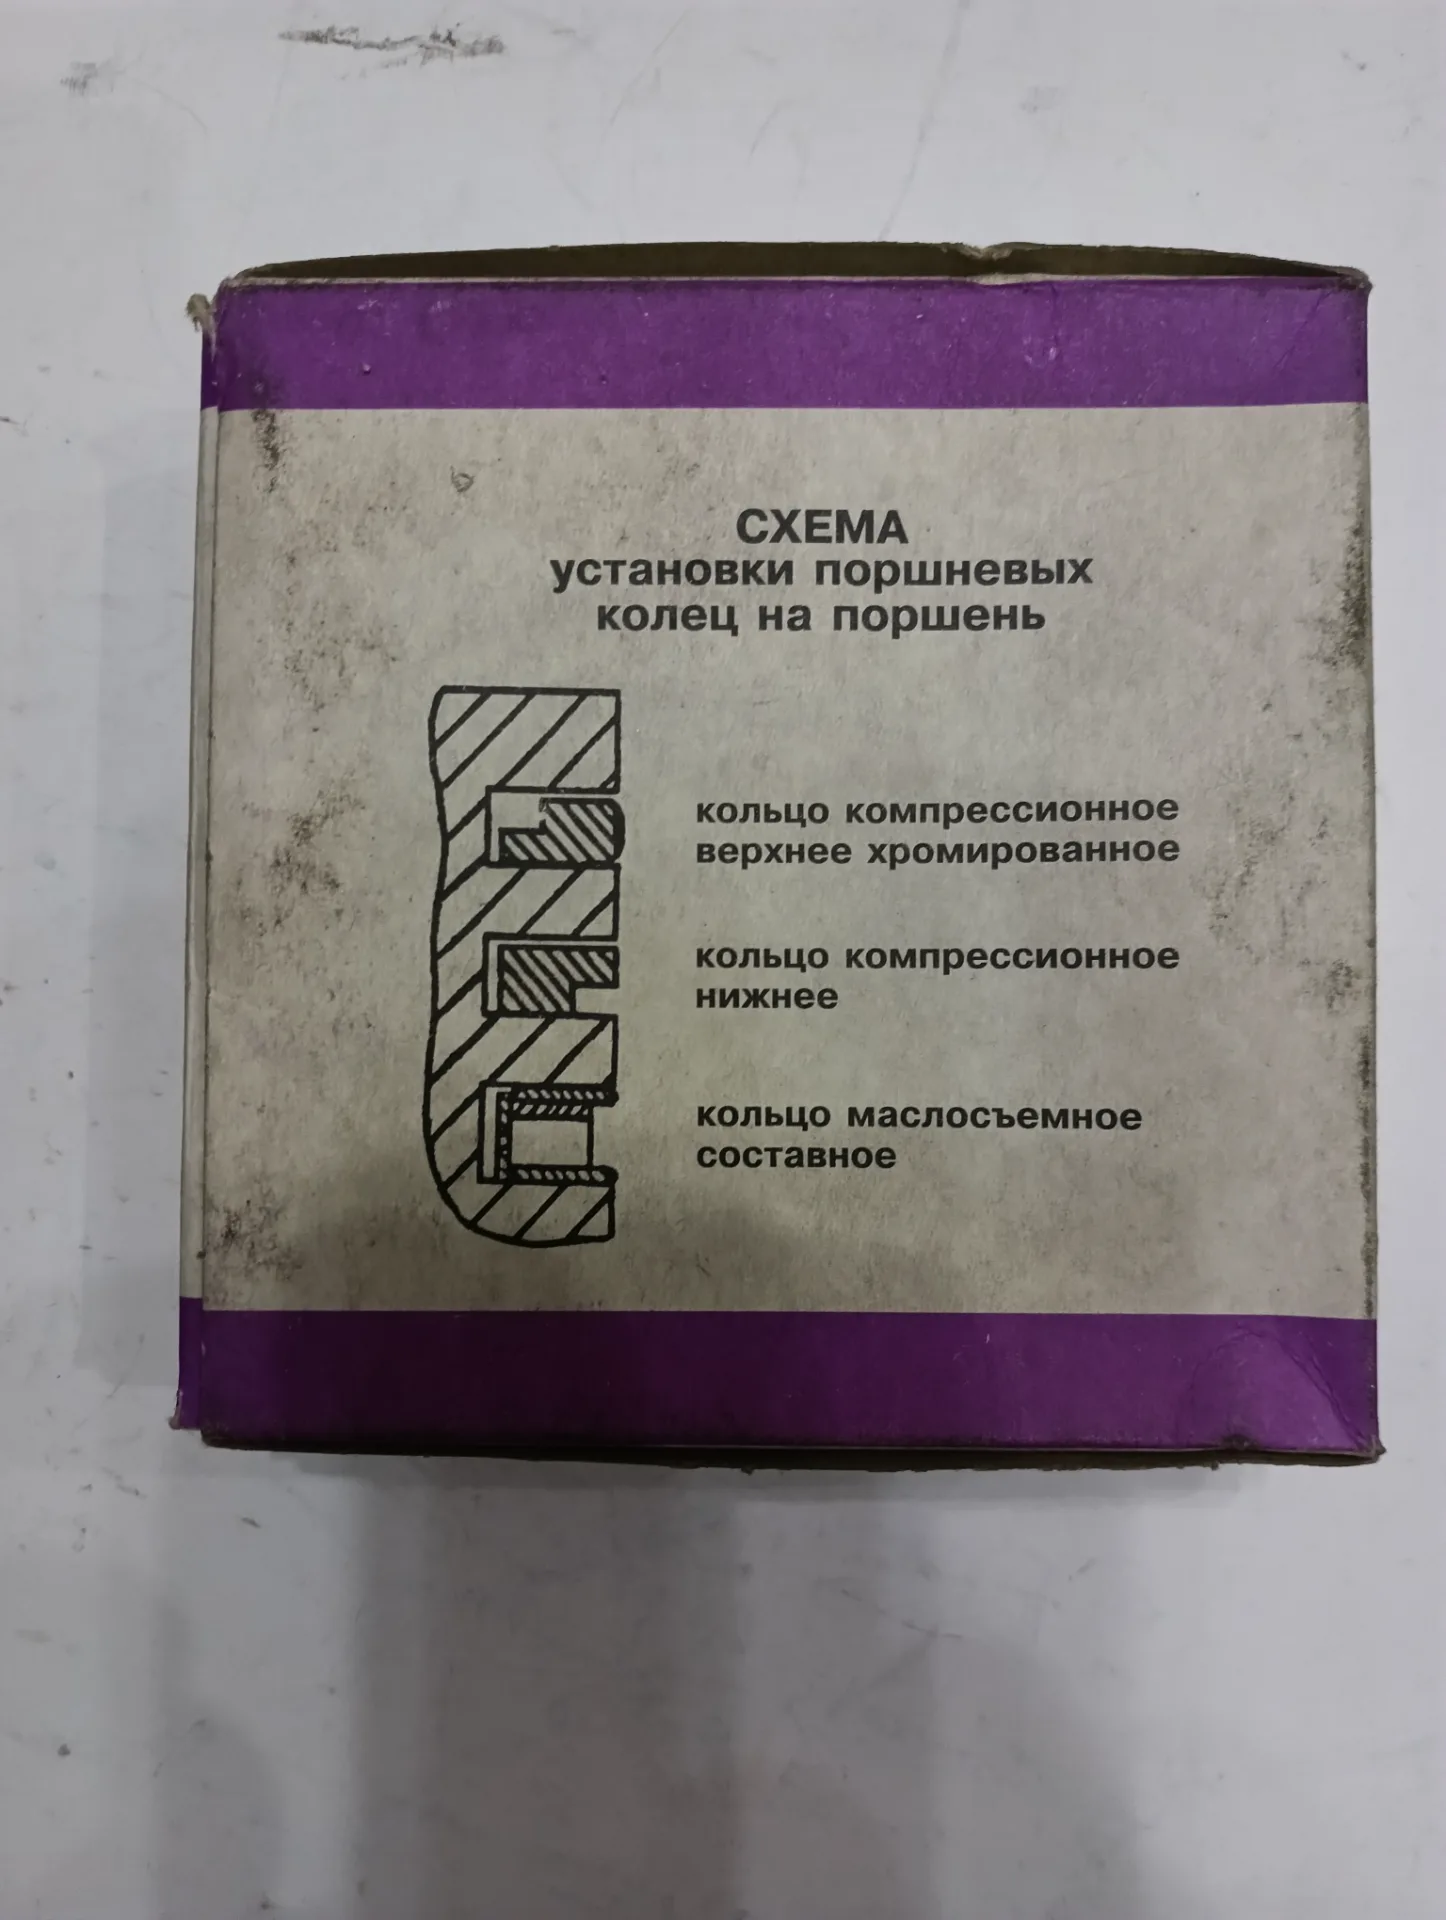 СХЕМА
установки поршневых
колец на поршень
кольцо компрессионное
верхнее хромированное
кольцо компрессионное
нижнее
кольцо маслосъемное
составное